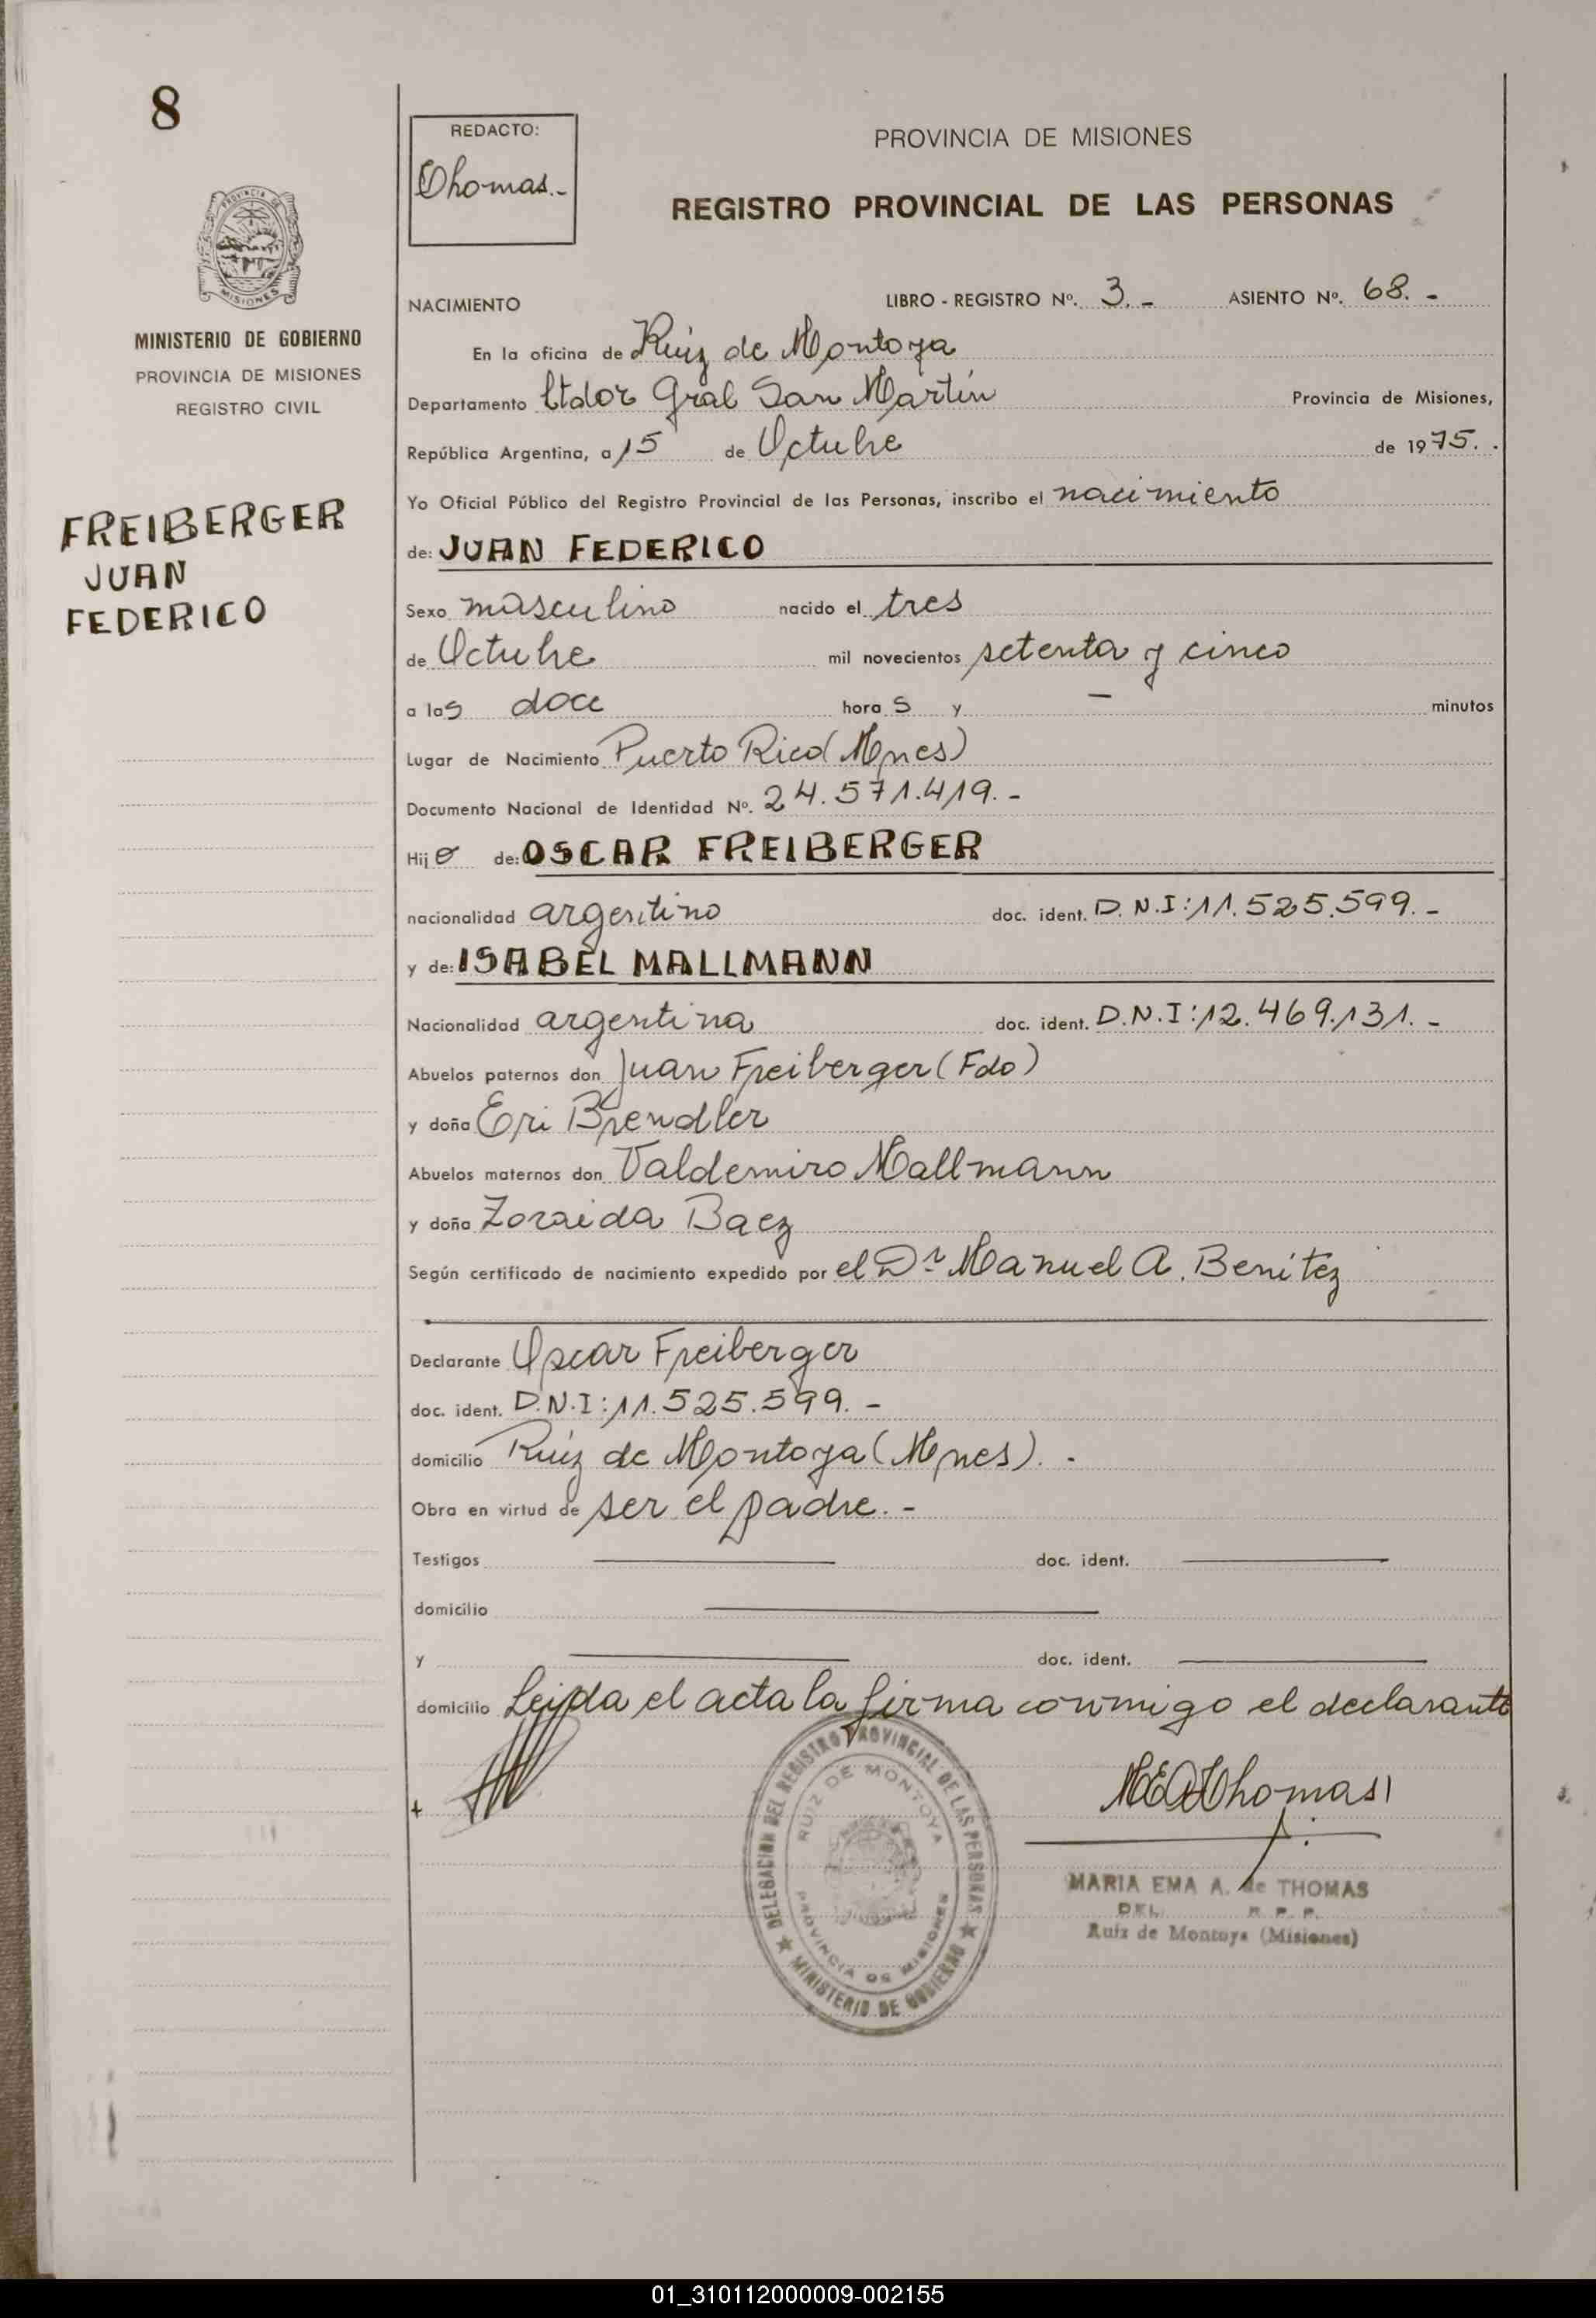 8
PROVINCIA DE
MISIONES
MINISTERIO DE GOBIERNO
PROVINCIA DE MISIONES
REGISTRO CIVIL
FREIBERGER
JUAN
FEDERICO
REDACTO:
Thomas.-
PROVINCIA DE MISIONES
REGISTRO PROVINCIAL DE LAS PERSONAS
NACIMIENTO LIBRO - REGISTRO Nº. 3.- ASIENTO Nº. 68.-
En la oficina de Ruiz de Montoya
Departamento Ltdor Gral San Martín Provincia de Misiones,
República Argentina, a 15 de Octubre de 1975.
Yo Oficial Público del Registro Provincial de las Personas, inscribo el nacimiento
de: JUAN FEDERICO
Sexo masculino nacido el tres
de Octubre mil novecientos setenta y cinco
a las doce horas y — minutos
Lugar de Nacimiento Puerto Rico (Mnes)
Documento Nacional de Identidad Nº. 24.571.419.-
Hijo de: OSCAR FREIBERGER
nacionalidad argentino doc. ident. D.N.I:11.525.599.-
y de: ISABEL MALLMANN
Nacionalidad argentina doc. ident. D.N.I:12.469.131.-
Abuelos paternos don Juan Freiberger (Fdo)
y doña Eri Brendler
Abuelos maternos don Valdemiro Mallmann
y doña Zoraida Baez
Según certificado de nacimiento expedido por el Dr Manuel A. Benítez
Declarante Oscar Freiberger
doc. ident. D.N.I:11.525.599.-
domicilio Ruíz de Montoya (Mnes). -
Obra en virtud de ser el padre.-
Testigos doc. ident.
domicilio
y doc. ident.
domicilio Leída el acta la firma conmigo el declarante
DELEGACION DEL REGISTRO PROVINCIAL DE LAS PERSONAS
RUIZ DE MONTOYA
PROVINCIA DE MISIONES
★ MINISTERIO DE GOBIERNO ★
MEAThomas
MARIA EMA A. de THOMAS
DEL. R. P. P.
Ruiz de Montoya (Misiones)
01_310112000009-002155